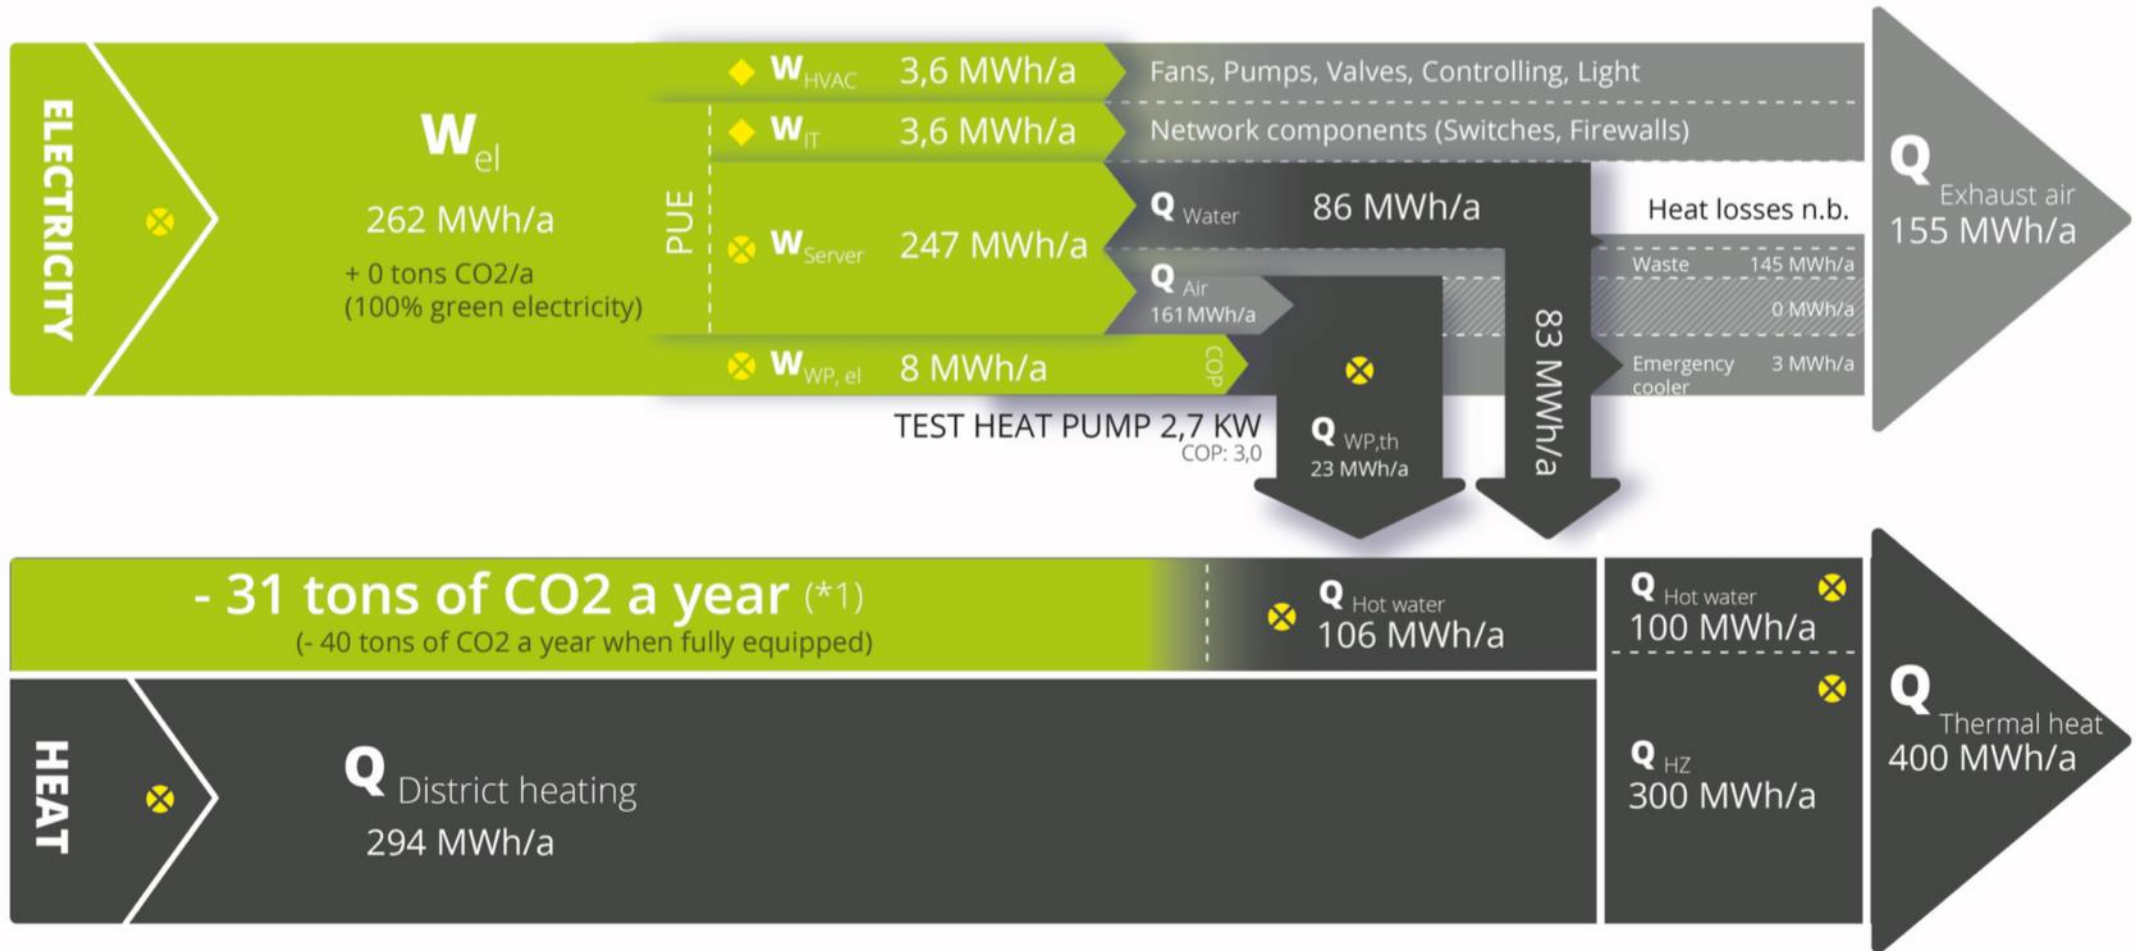 ELECTRICITY
W el
262 MWh/a
+ 0 tons CO2/a
(100% green electricity)
PUE
W HVAC 3,6 MWh/a
Fans, Pumps, Valves, Controlling, Light
W IT 3,6 MWh/a
Network components (Switches, Firewalls)
W Server 247 MWh/a
Q Water 86 MWh/a
Q Air
161MWh/a
W WP, el 8 MWh/a
COP
TEST HEAT PUMP 2,7 KW
COP: 3,0
Q WP,th
23 MWh/a
83 MWh/a
Heat losses n.b.
Waste 145 MWh/a
0 MWh/a
Emergency 3 MWh/a
cooler
Q Exhaust air
155 MWh/a
- 31 tons of CO2 a year (*1)
(- 40 tons of CO2 a year when fully equipped)
Q Hot water
106 MWh/a
Q Hot water
100 MWh/a
HEAT
Q District heating
294 MWh/a
Q HZ
300 MWh/a
Q Thermal heat
400 MWh/a